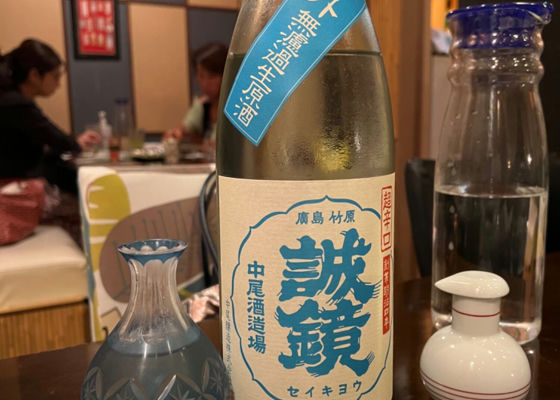 無濾過生原酒
廣島 竹原
超辛口
誠鏡
中尾酒造場
セイキヨウ